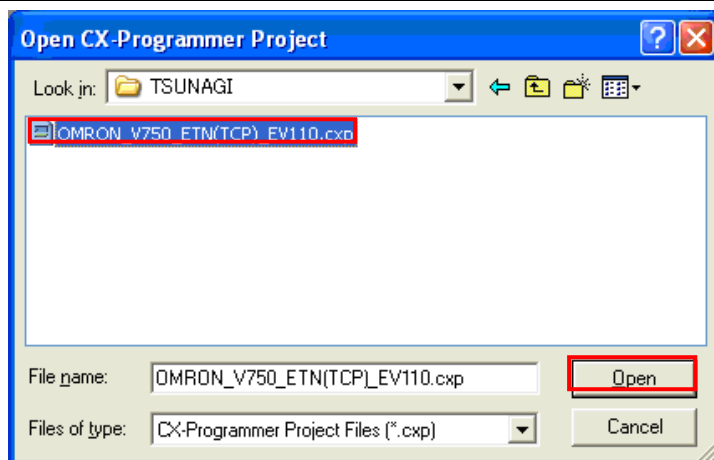 Open CX-Programmer Project
Look in: TSUNAGI
OMRON_V750_ETN(TCP)_EV110.cxp
File name: OMRON_V750_ETN(TCP)_EV110.cxp Open
Files of type: CX-Programmer Project Files (*.cxp) Cancel